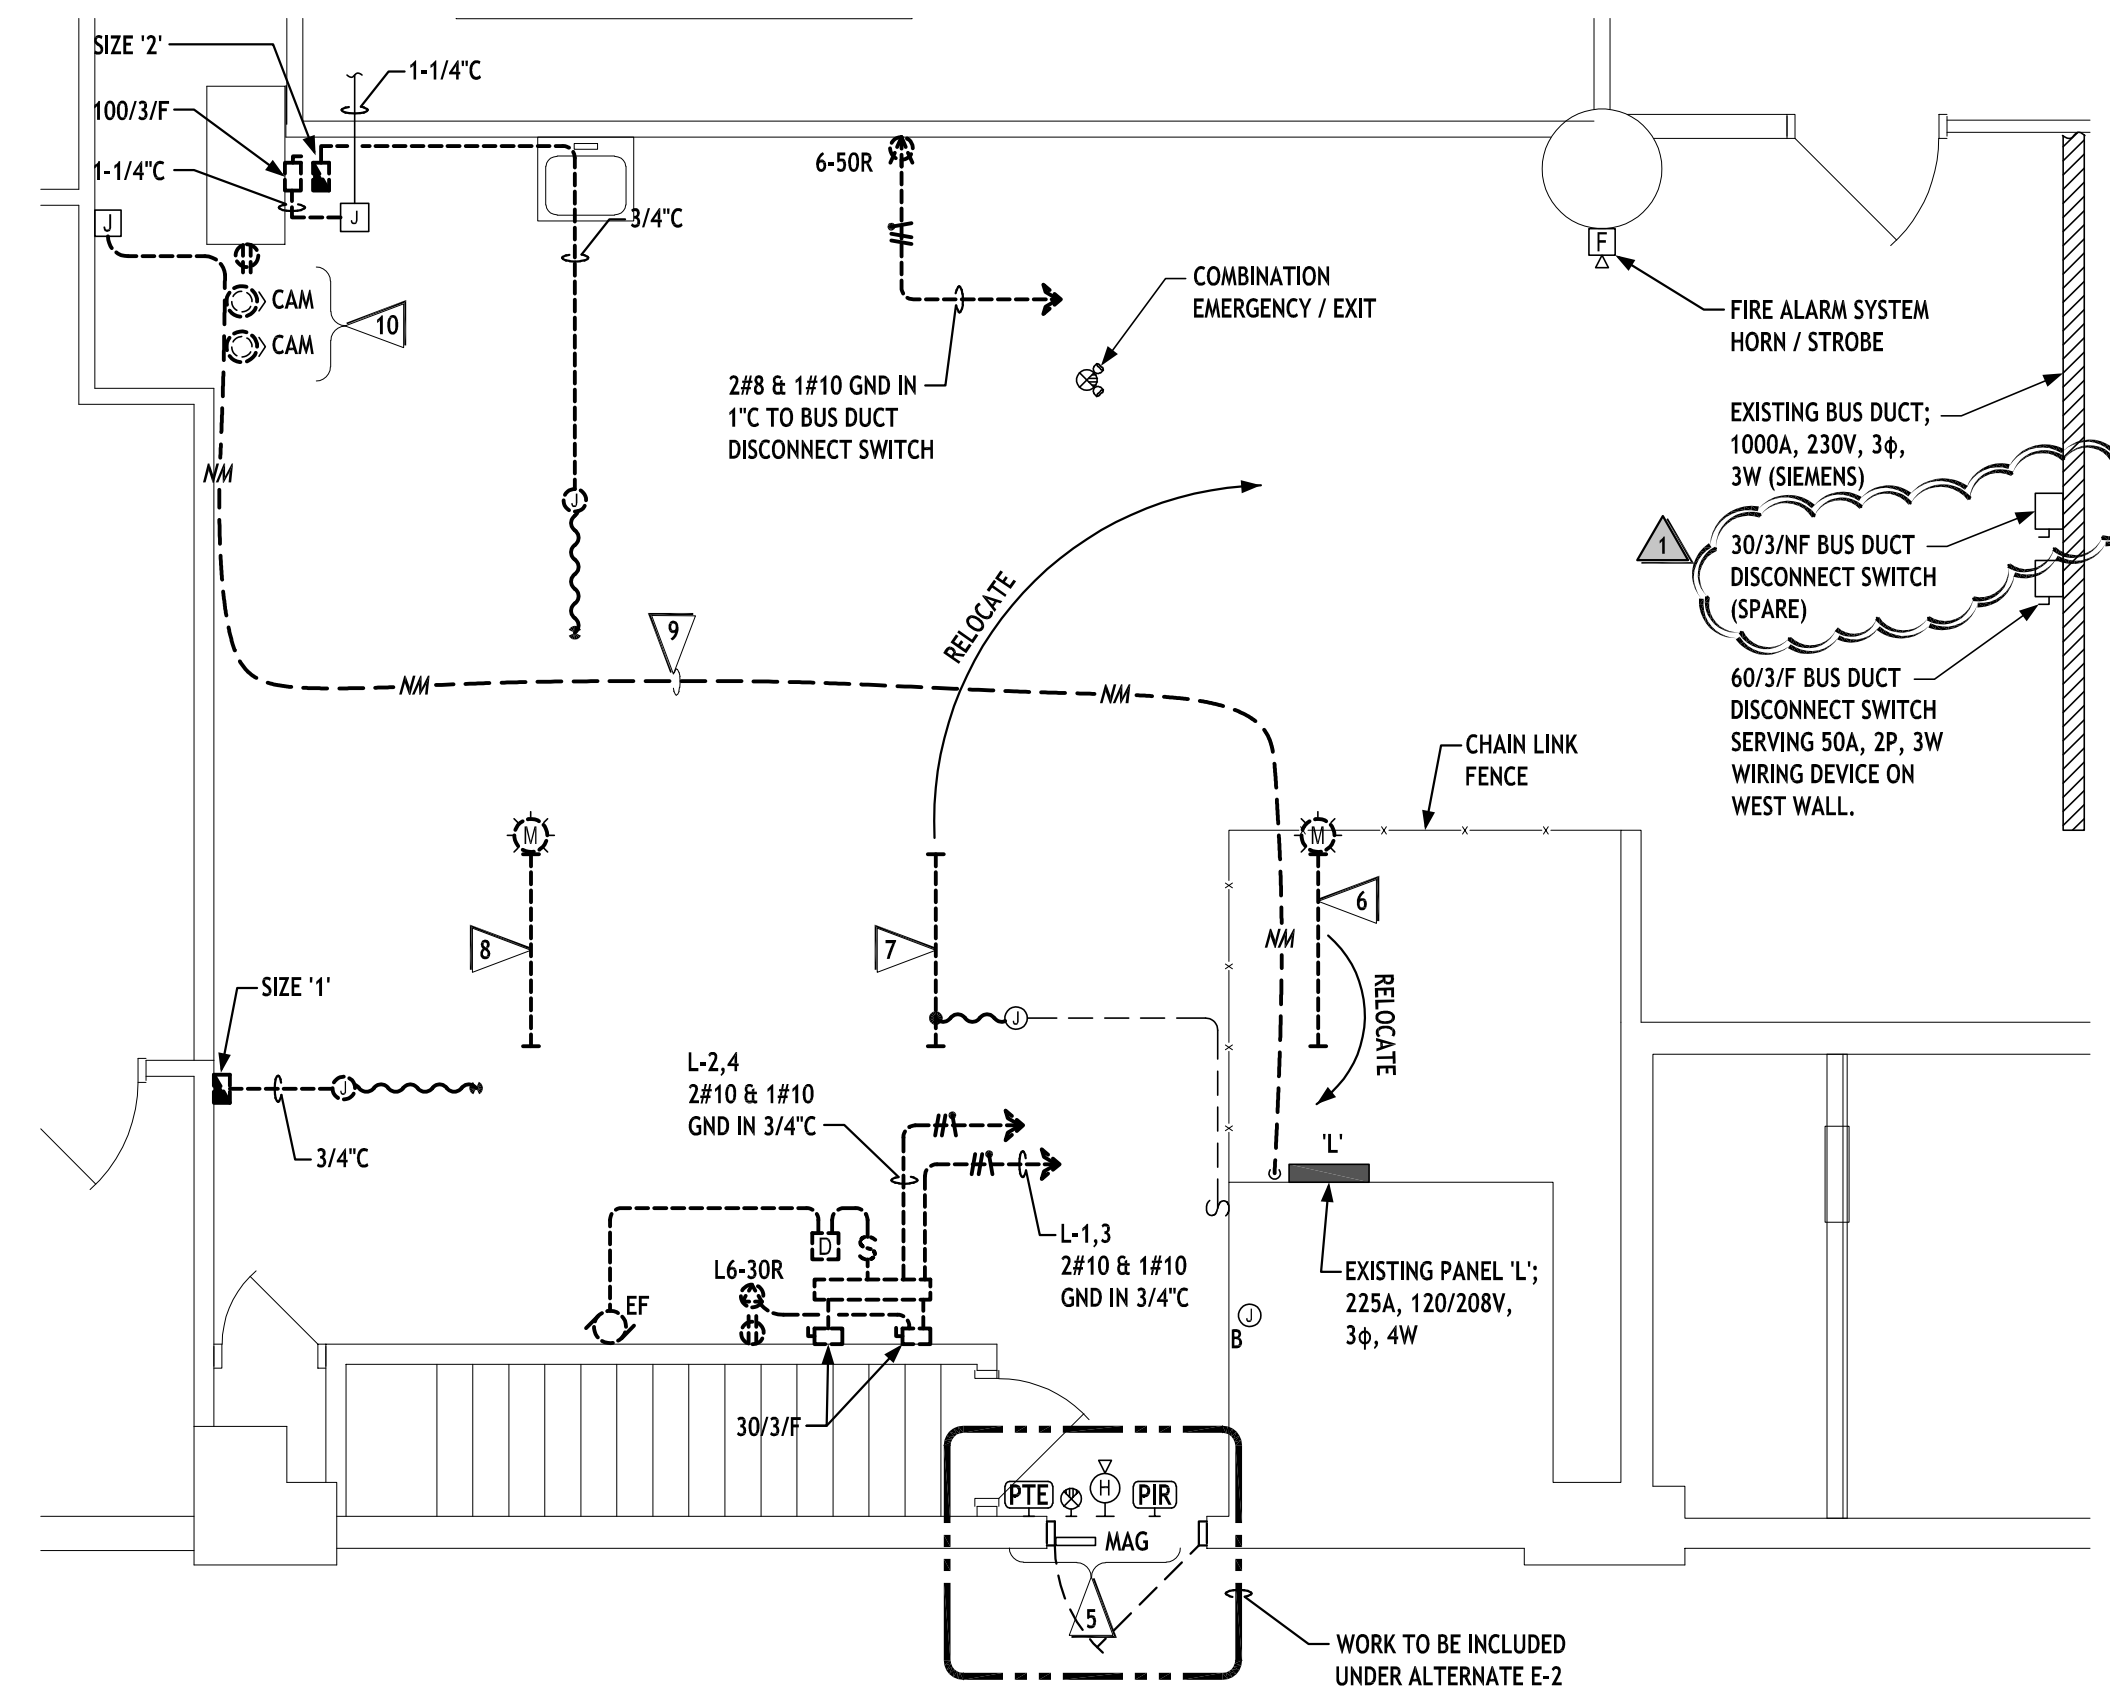 SIZE '2'
1-1/4"C
100/3/F
1-1/4"C
J
J
3/4"C
6-50R
F
COMBINATION
EMERGENCY / EXIT
FIRE ALARM SYSTEM
HORN / STROBE
CAM
CAM
10
2#8 & 1#10 GND IN
1"C TO BUS DUCT
DISCONNECT SWITCH
EXISTING BUS DUCT;
1000A, 230V, 3ϕ,
3W (SIEMENS)
NM
J
1
30/3/NF BUS DUCT
DISCONNECT SWITCH
(SPARE)
RELOCATE
9
NM
NM
60/3/F BUS DUCT
DISCONNECT SWITCH
SERVING 50A, 2P, 3W
WIRING DEVICE ON
WEST WALL.
CHAIN LINK
FENCE
M
M
x x x
x
x
x
x
6
8
7
NM
RELOCATE
SIZE '1'
J
J
3/4"C
L-2,4
2#10 & 1#10
GND IN 3/4"C
'L'
S
L-1,3
2#10 & 1#10
GND IN 3/4"C
D
S
L6-30R
EF
EXISTING PANEL 'L';
225A, 120/208V,
3ϕ, 4W
J
B
30/3/F
PTE
H
PIR
MAG
5
WORK TO BE INCLUDED
UNDER ALTERNATE E-2